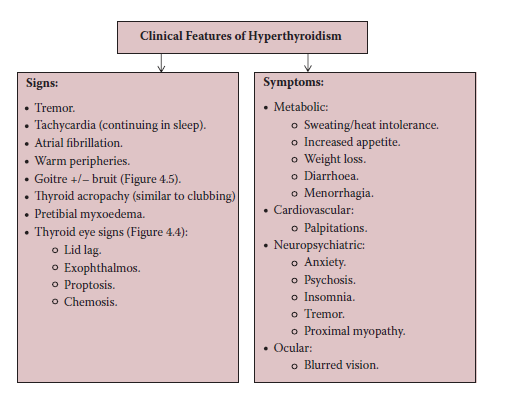 Clinical Features of Hyperthyroidism
Signs:
• Tremor.
• Tachycardia (continuing in sleep).
• Atrial fibrillation.
• Warm peripheries.
• Goitre +/– bruit (Figure 4.5).
• Thyroid acropachy (similar to clubbing)
• Pretibial myxoedema.
• Thyroid eye signs (Figure 4.4):
○ Lid lag.
○ Exophthalmos.
○ Proptosis.
○ Chemosis.
Symptoms:
• Metabolic:
○ Sweating/heat intolerance.
○ Increased appetite.
○ Weight loss.
○ Diarrhoea.
○ Menorrhagia.
• Cardiovascular:
○ Palpitations.
• Neuropsychiatric:
○ Anxiety.
○ Psychosis.
○ Insomnia.
○ Tremor.
○ Proximal myopathy.
• Ocular:
○ Blurred vision.